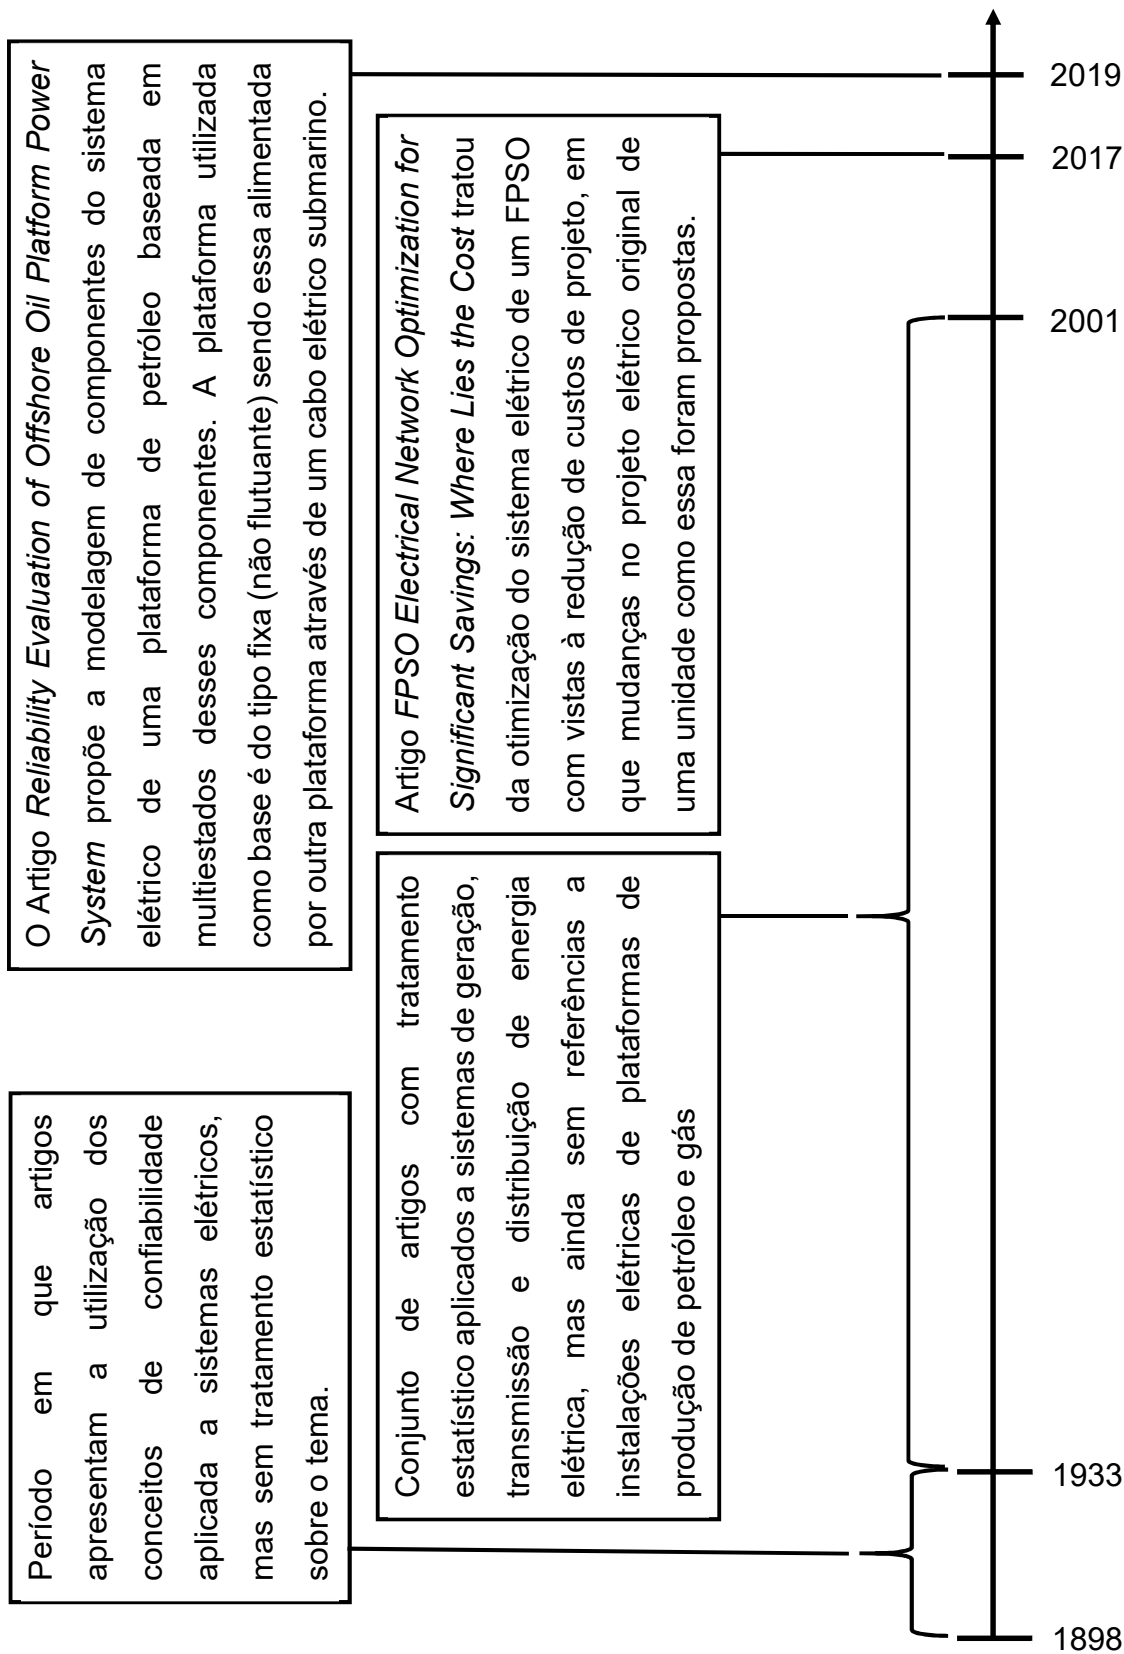 Período em que artigos
apresentam a utilização dos
conceitos de confiabilidade
aplicada a sistemas elétricos,
mas sem tratamento estatístico
sobre o tema.
O Artigo Reliability Evaluation of Offshore Oil Platform Power
System propõe a modelagem de componentes do sistema
elétrico de uma plataforma de petróleo baseada em
multiestados desses componentes. A plataforma utilizada
como base é do tipo fixa (não flutuante) sendo essa alimentada
por outra plataforma através de um cabo elétrico submarino.
Conjunto de artigos com tratamento
estatístico aplicados a sistemas de geração,
transmissão e distribuição de energia
elétrica, mas ainda sem referências a
instalações elétricas de plataformas de
produção de petróleo e gás
Artigo FPSO Electrical Network Optimization for
Significant Savings: Where Lies the Cost tratou
da otimização do sistema elétrico de um FPSO
com vistas à redução de custos de projeto, em
que mudanças no projeto elétrico original de
uma unidade como essa foram propostas.
1898
1933
2001
2017
2019